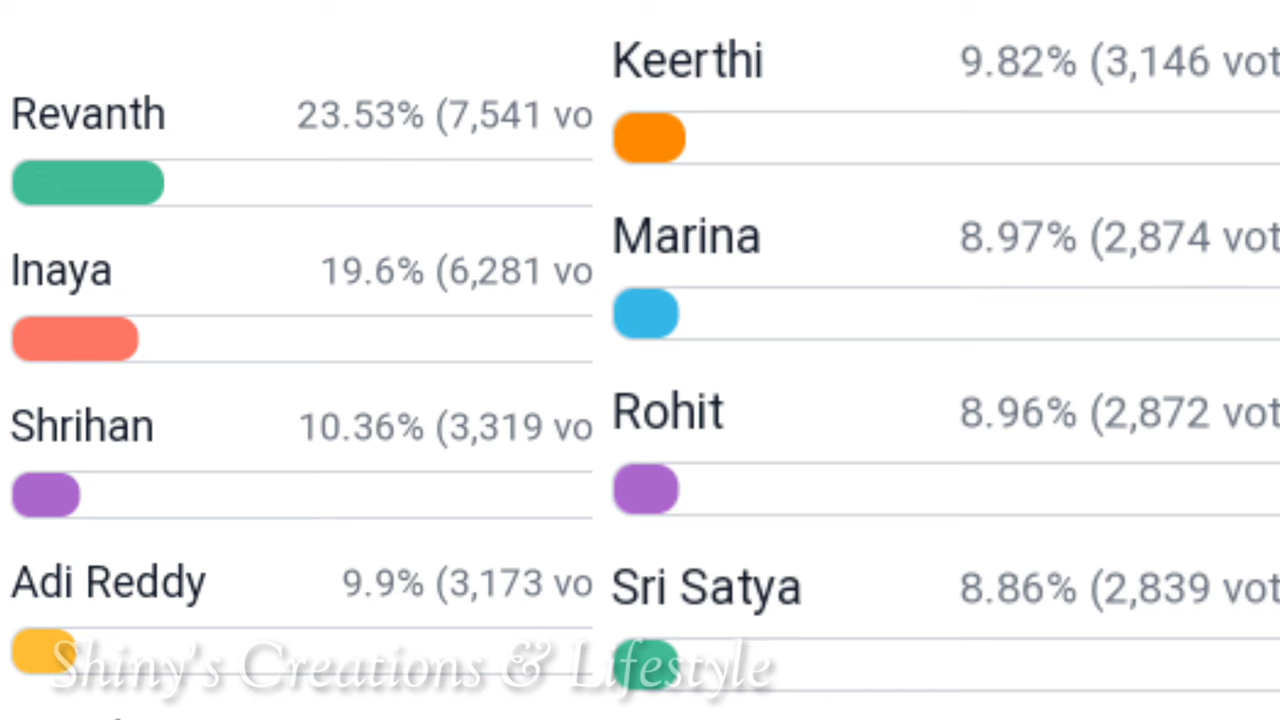 Revanth 23.53% (7,541 vo
Inaya 19.6% (6,281 vo
Shrihan 10.36% (3,319 vo
Adi Reddy 9.9% (3,173 vo
Keerthi 9.82% (3,146 vot
Marina 8.97% (2,874 vot
Rohit 8.96% (2,872 vot
Sri Satya 8.86% (2,839 vot
Shiny's Creations & Lifestyle